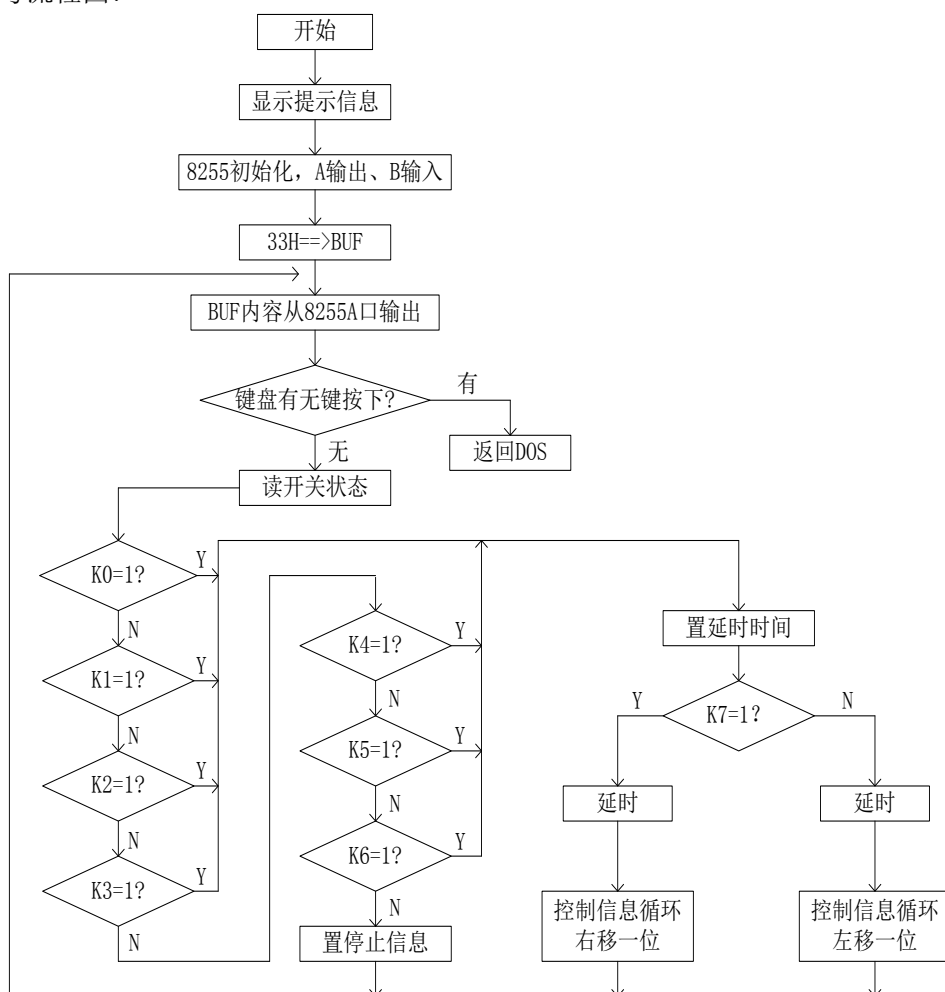 开始
显示提示信息
8255初始化，A输出、B输入
33H==>BUF
BUF内容从8255A口输出
键盘有无键按下?
有
返回DOS
无
读开关状态
K0=1?
Y
N
K1=1?
Y
N
K2=1?
Y
N
K3=1?
Y
N
K4=1?
Y
N
K5=1?
Y
N
K6=1?
Y
N
置停止信息
置延时时间
K7=1?
Y
N
延时
延时
控制信息循环
右移一位
控制信息循环
左移一位